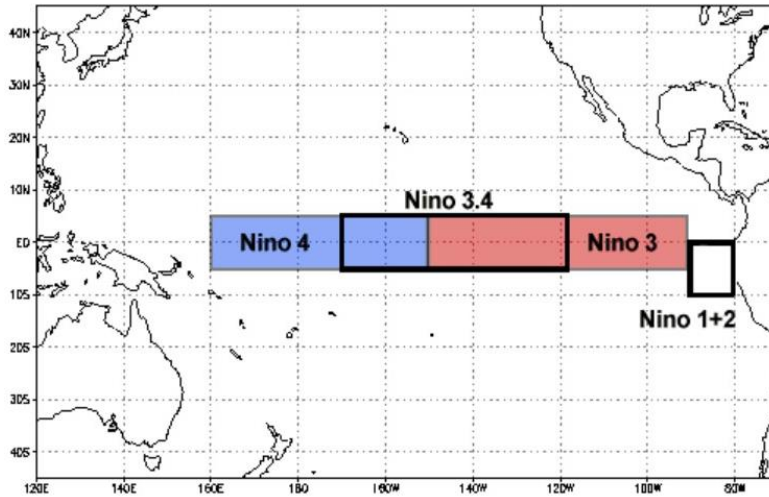 40N
30N
20N
10N
Nino 3.4
Nino 4
Nino 3
EQ
10S
Nino 1+2
20S
30S
40S
120E
140E
160E
180
160W
140W
120W
100W
80W